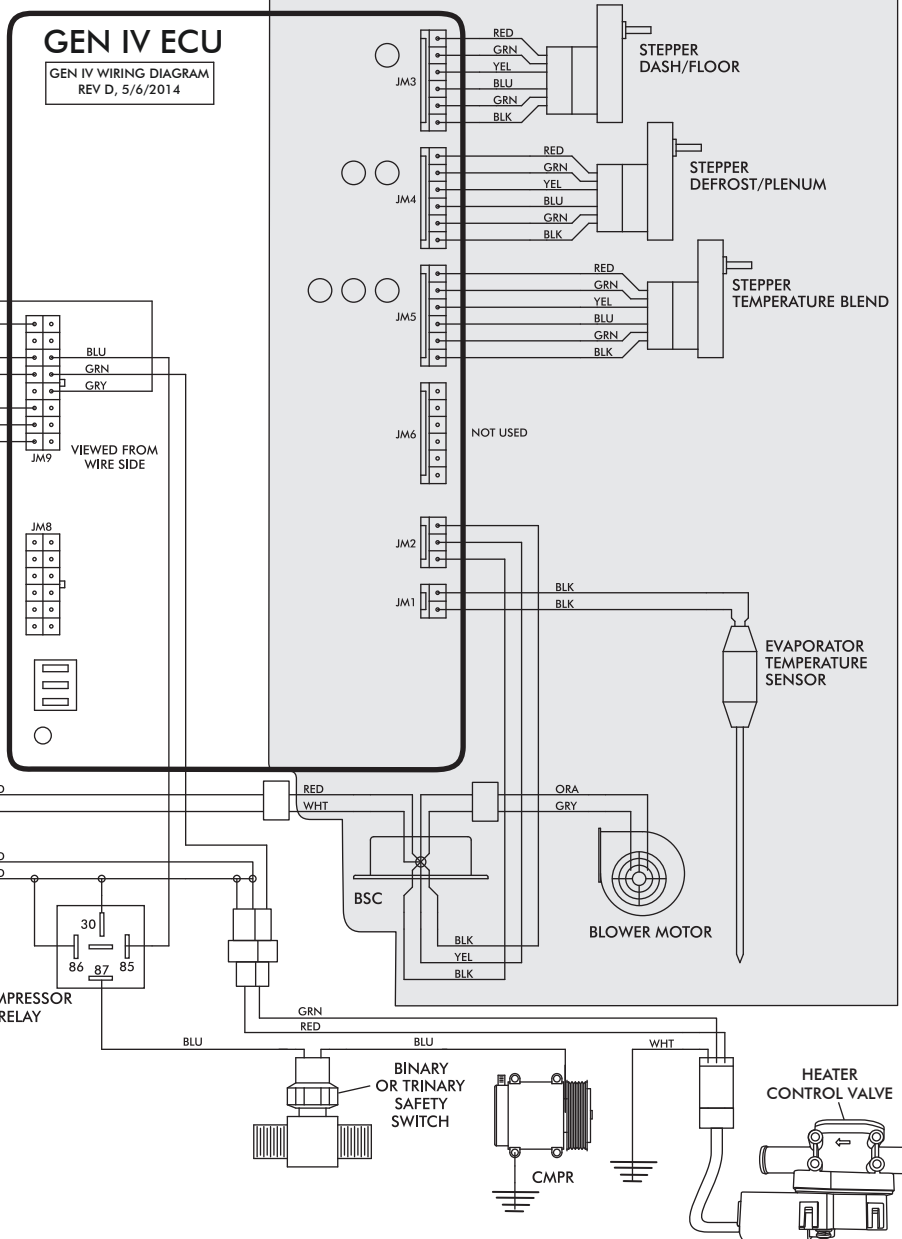 GEN IV ECU
GEN IV WIRING DIAGRAM
REV D, 5/6/2014
JM3
RED
GRN
YEL
BLU
GRN
BLK
STEPPER
DASH/FLOOR
JM4
RED
GRN
YEL
BLU
GRN
BLK
STEPPER
DEFROST/PLENUM
JM5
RED
GRN
YEL
BLU
GRN
BLK
STEPPER
TEMPERATURE BLEND
BLU
GRN
GRY
JM9
VIEWED FROM
WIRE SIDE
JM6
NOT USED
JM8
JM2
JM1
BLK
BLK
EVAPORATOR
TEMPERATURE
SENSOR
D
RED
WHT
ORA
GRY
D
D
BSC
BLOWER MOTOR
30
86
87
85
BLK
YEL
BLK
MPRESSOR
RELAY
GRN
RED
BLU
BLU
WHT
BINARY
OR TRINARY
SAFETY
SWITCH
CMPR
HEATER
CONTROL VALVE